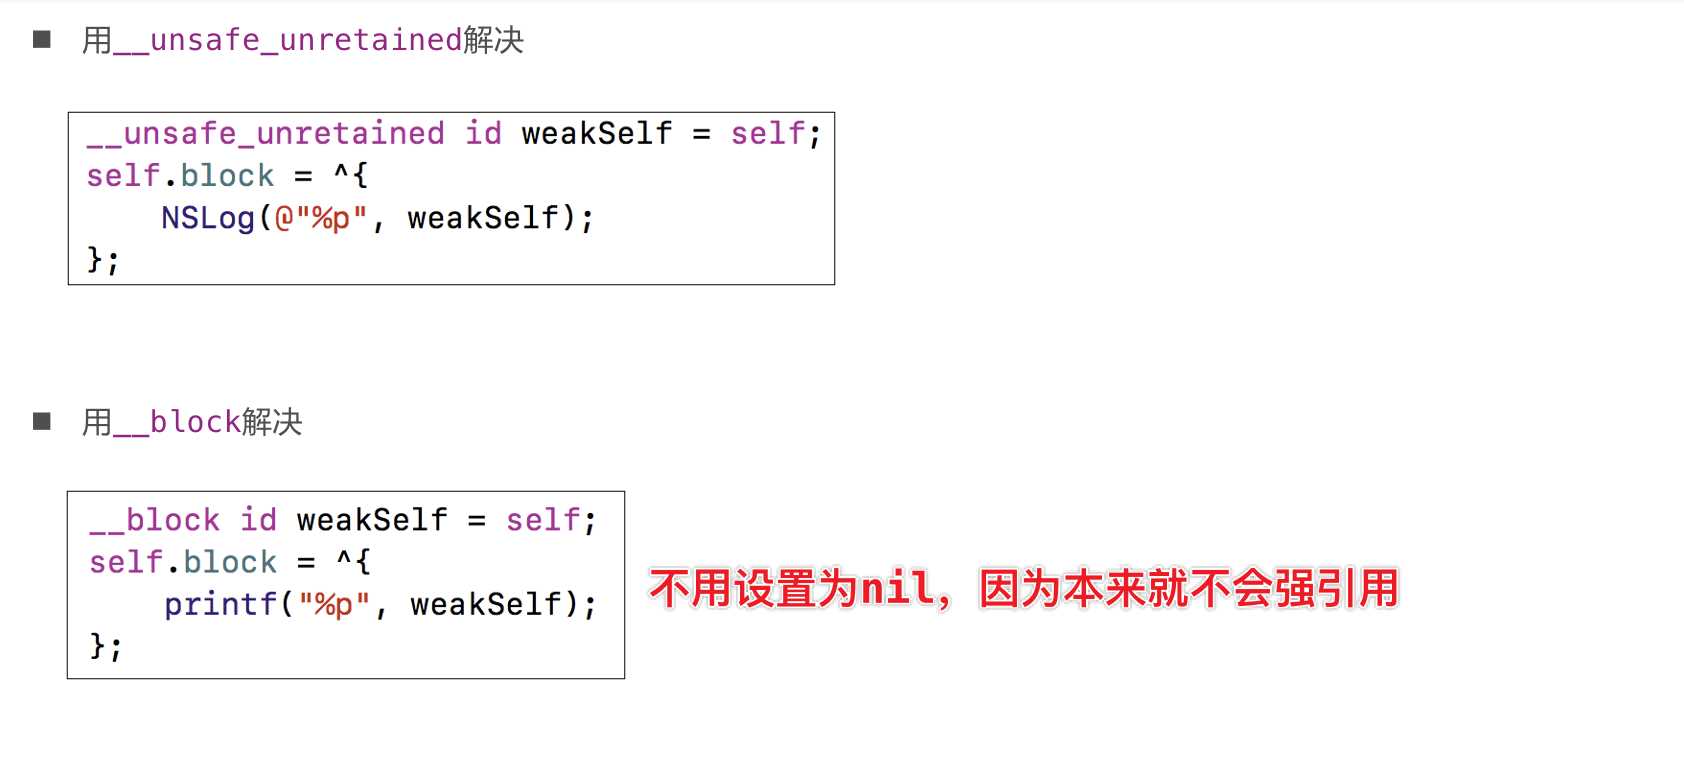 ■ 用__unsafe_unretained解决
__unsafe_unretained id weakSelf = self;
self.block = ^{
    NSLog(@"%p", weakSelf);
};
■ 用__block解决
__block id weakSelf = self;
self.block = ^{
    printf("%p", weakSelf);
};
不用设置为nil，因为本来就不会强引用